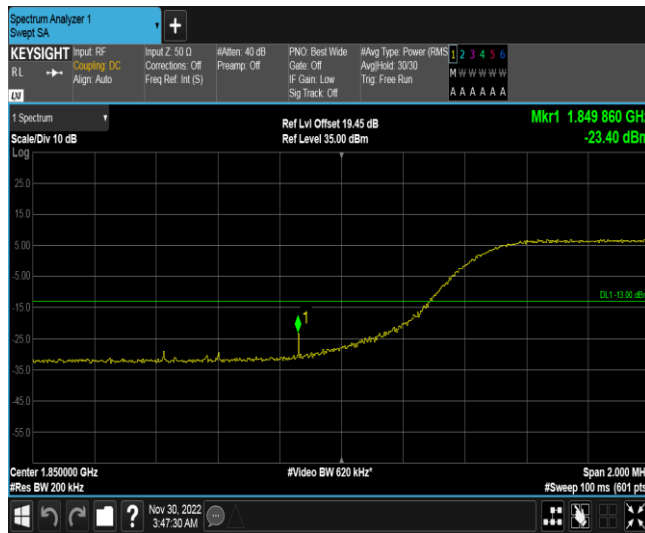 Spectrum Analyzer 1
Swept SA
+
KEYSIGHT Input: RF Input Z: 50 Ω #Atten: 40 dB PNO: Best Wide #Avg Type: Power (RMS 1 2 3 4 5 6
RL Coupling: DC Corrections: Off Preamp: Off Gate: Off Avg|Hold: 30/30 M W W W W W
Align: Auto Freq Ref: Int (S) IF Gain: Low Trig: Free Run
LXI Sig Track: Off A A A A A A
1 Spectrum Ref Lvl Offset 19.45 dB Mkr1 1.849 860 GHz
Scale/Div 10 dB Ref Level 35.00 dBm -23.40 dBm
Log
25.0
15.0
5.00
-5.00
DL1 -13.00 dBm
-15.0
1
-25.0
-35.0
-45.0
-55.0
Center 1.850000 GHz #Video BW 620 kHz* Span 2.000 MH
#Res BW 200 kHz #Sweep 100 ms (601 pts
? Nov 30, 2022
3:47:30 AM